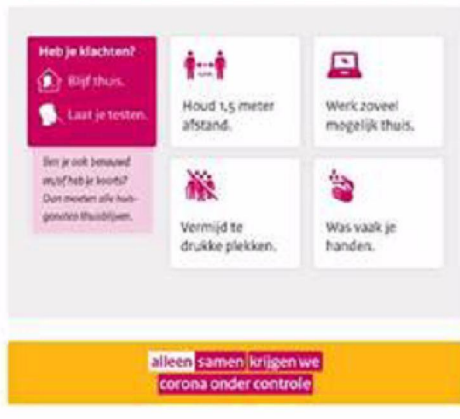 Heb je klachten?
Blijf thuis.
Laat je testen.
Ben je ook benauwd
en/of heb je koorts?
Dan moeten alle huis-
genoten thuisblijven.
Houd 1,5 meter
afstand.
Werk zoveel
mogelijk thuis.
Vermijd te
drukke plekken.
Was vaak je
handen.
alleen samen krijgen we
corona onder controle